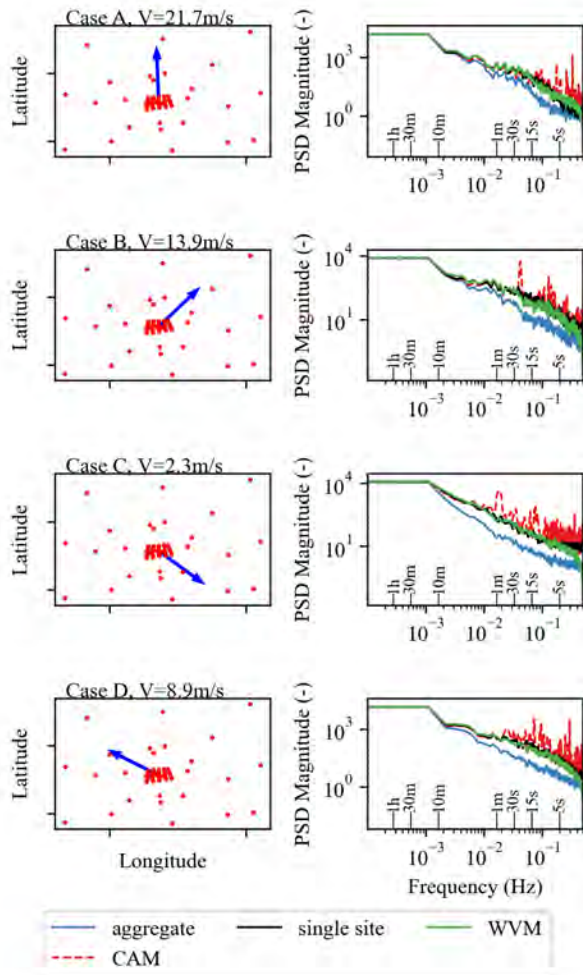 Case A, V=21.7m/s
Latitude
PSD Magnitude (-)
10⁴
10⁰
1h
30m
10m
1m
30s
15s
5s
10⁻³ 10⁻² 10⁻¹
Case B, V=13.9m/s
Latitude
PSD Magnitude (-)
10⁴
10¹
1h
30m
10m
1m
30s
15s
5s
10⁻³ 10⁻² 10⁻¹
Case C, V=2.3m/s
Latitude
PSD Magnitude (-)
10⁴
10¹
1h
30m
10m
1m
30s
15s
5s
10⁻³ 10⁻² 10⁻¹
Case D, V=8.9m/s
Latitude
Longitude
PSD Magnitude (-)
10³
10⁰
1h
30m
10m
1m
30s
15s
5s
10⁻³ 10⁻² 10⁻¹
Frequency (Hz)
aggregate single site WVM
CAM